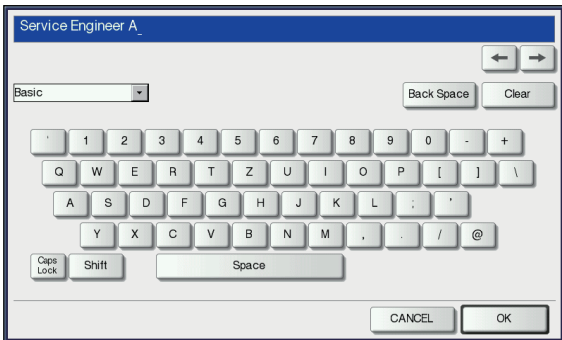 Service Engineer A_
← →
Basic Back Space Clear
' 1 2 3 4 5 6 7 8 9 0 - +
Q W E R T Z U I O P [ ] \
A S D F G H J K L ; '
Y X C V B N M , . / @
Caps Lock Shift Space
CANCEL OK